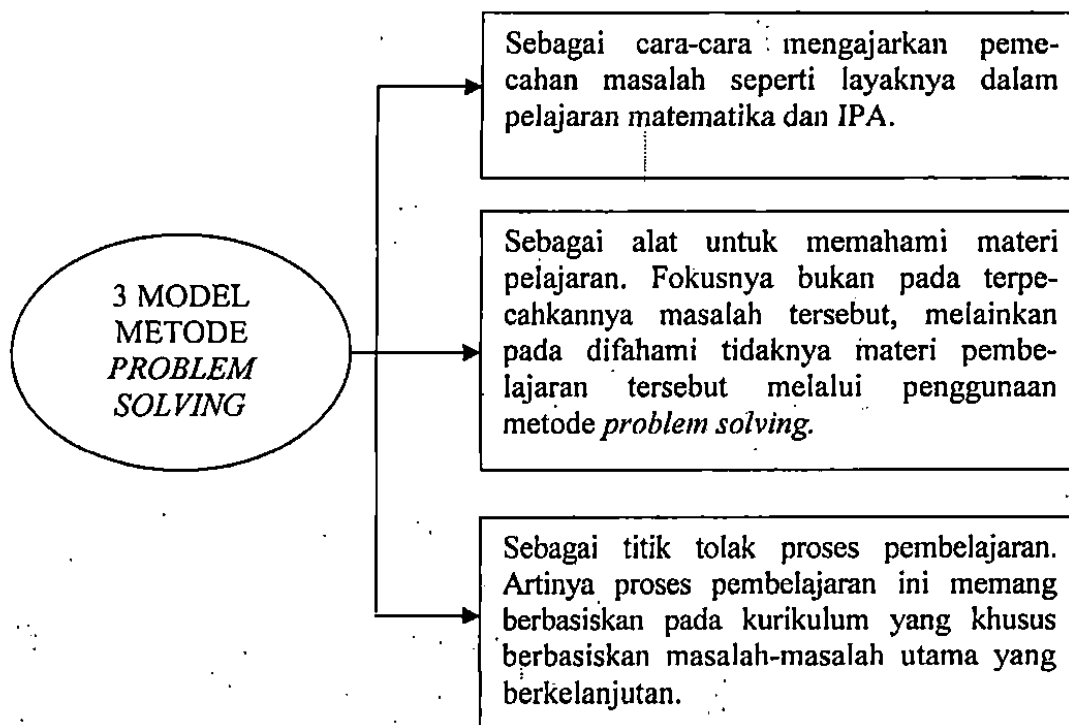 Sebagai cara-cara mengajarkan peme-
cahan masalah seperti layaknya dalam
pelajaran matematika dan IPA.
3 MODEL
METODE
PROBLEM
SOLVING
Sebagai alat untuk memahami materi
pelajaran. Fokusnya bukan pada terpe-
cahkannya masalah tersebut, melainkan
pada difahami tidaknya materi pembe-
lajaran tersebut melalui penggunaan
metode problem solving.
Sebagai titik tolak proses pembelajaran.
Artinya proses pembelajaran ini memang
berbasiskan pada kurikulum yang khusus
berbasiskan masalah-masalah utama yang
berkelanjutan.